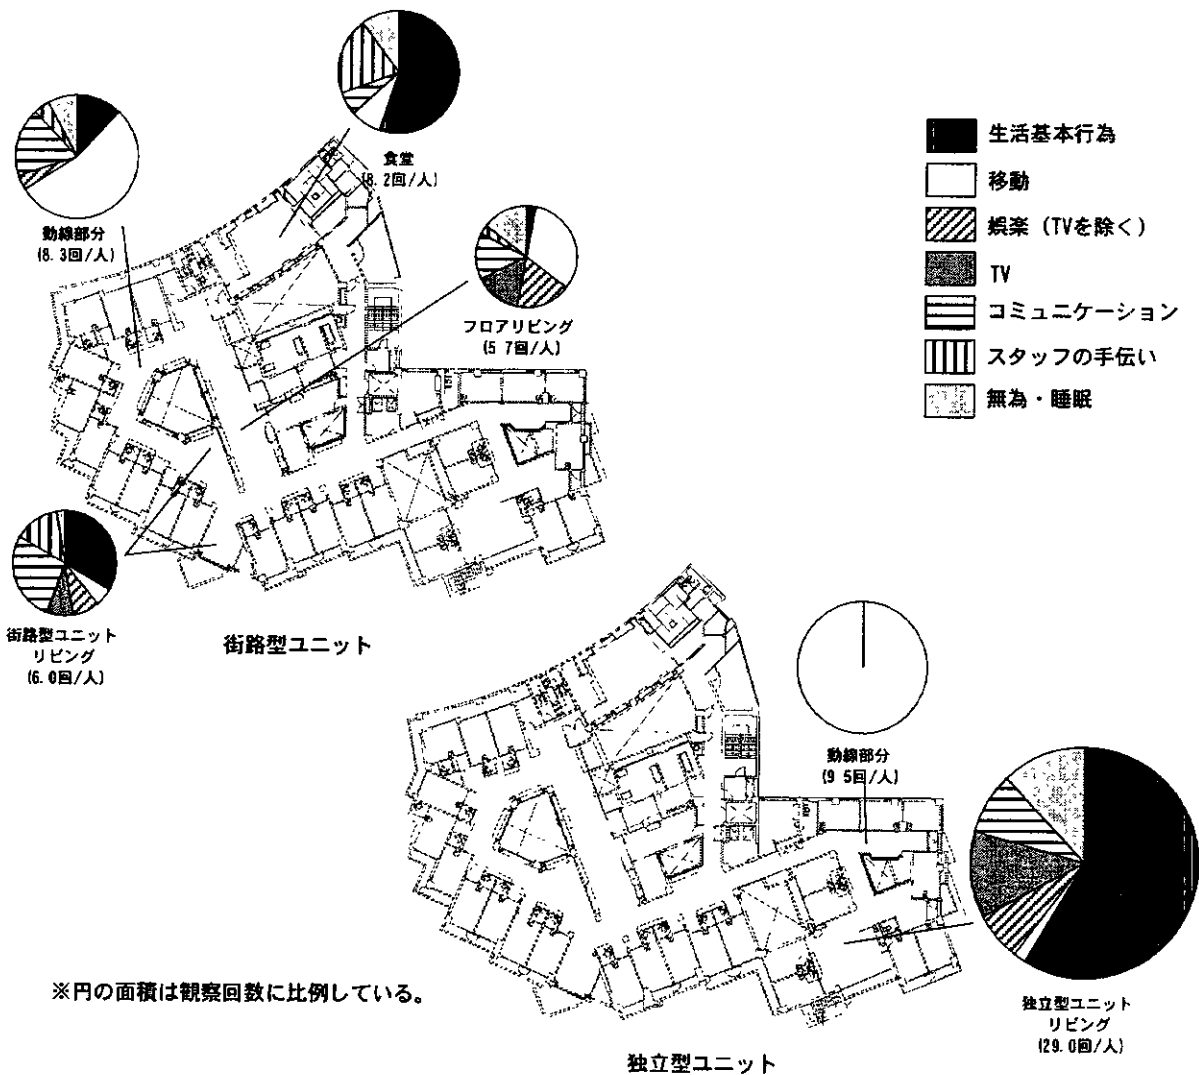 食堂
(8.2回/人)
動線部分
(8.3回/人)
フロアリビング
(5 7回/人)
街路型ユニット
リビング
(6.0回/人)
街路型ユニット
生活基本行為
移動
娯楽（TVを除く）
TV
コミュニケーション
スタッフの手伝い
無為・睡眠
動線部分
(9 5回/人)
独立型ユニット
リビング
(29.0回/人)
※円の面積は観察回数に比例している。
独立型ユニット